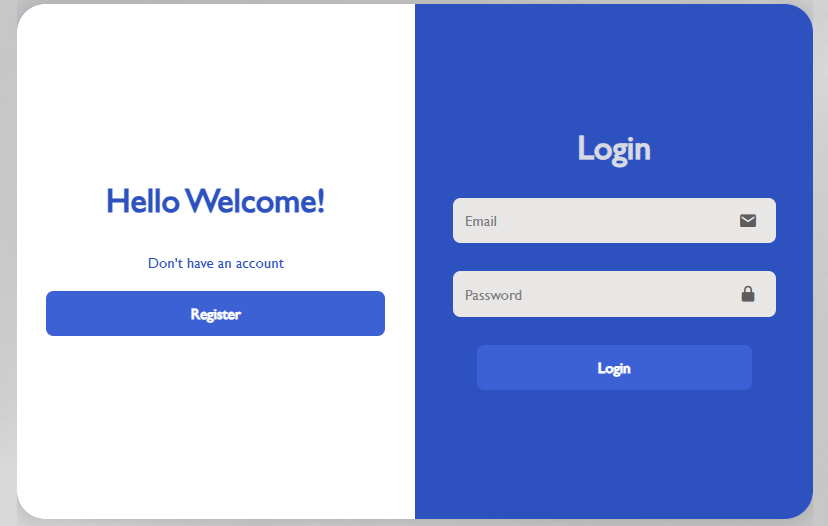 Hello Welcome!
Don't have an account
Register
Login
Email
Password
Login